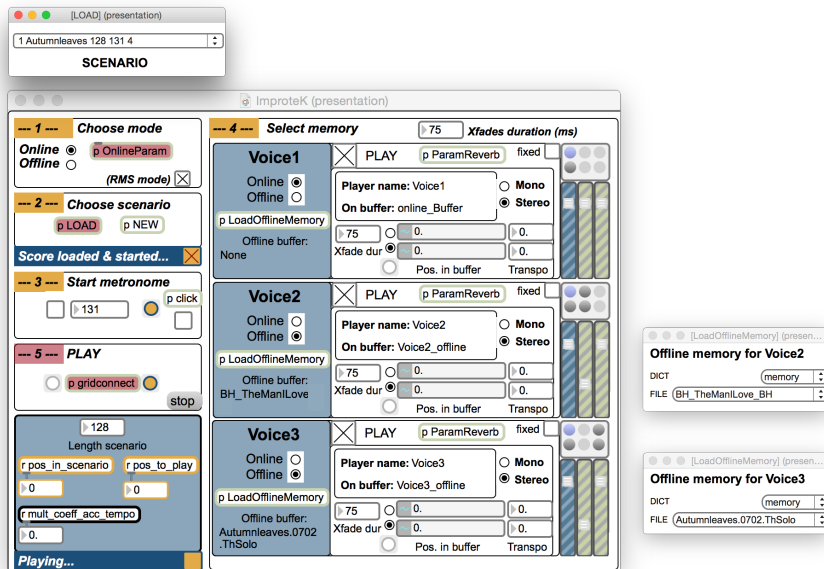 [LOAD] (presentation)
1 Autumnleaves 128 131 4
SCENARIO
ImproteK (presentation)
--- 1 --- Choose mode
Online
Offline
p OnlineParam
(RMS mode)
--- 2 --- Choose scenario
p LOAD p NEW
Score loaded & started...
--- 3 --- Start metronome
131
p click
--- 5 --- PLAY
p gridconnect
stop
128
Length scenario
r pos_in_scenario r pos_to_play
0 0
r mult_coeff_acc_tempo
0.
Playing...
--- 4 --- Select memory 75 Xfades duration (ms)
Voice1
Online
Offline
p LoadOfflineMemory
Offline buffer:
None
PLAY p ParamReverb fixed
Player name: Voice1
On buffer: online_Buffer
Mono
Stereo
75 0. 0.
Xfade dur 0. 0.
Pos. in buffer Transpo
Voice2
Online
Offline
p LoadOfflineMemory
Offline buffer:
BH_TheManILove
PLAY p ParamReverb fixed
Player name: Voice2
On buffer: Voice2_offline
Mono
Stereo
75 0. 0.
Xfade dur 0. 0.
Pos. in buffer Transpo
Voice3
Online
Offline
p LoadOfflineMemory
Offline buffer:
Autumnleaves.0702
.ThSolo
PLAY p ParamReverb fixed
Player name: Voice3
On buffer: Voice3_offline
Mono
Stereo
75 0. 0.
Xfade dur 0. 0.
Pos. in buffer Transpo
[LoadOfflineMemory] (presen...
Offline memory for Voice2
DICT (memory
FILE (BH_TheManILove_BH
[LoadOfflineMemory] (presen...
Offline memory for Voice3
DICT (memory
FILE (Autumnleaves.0702.ThSolo